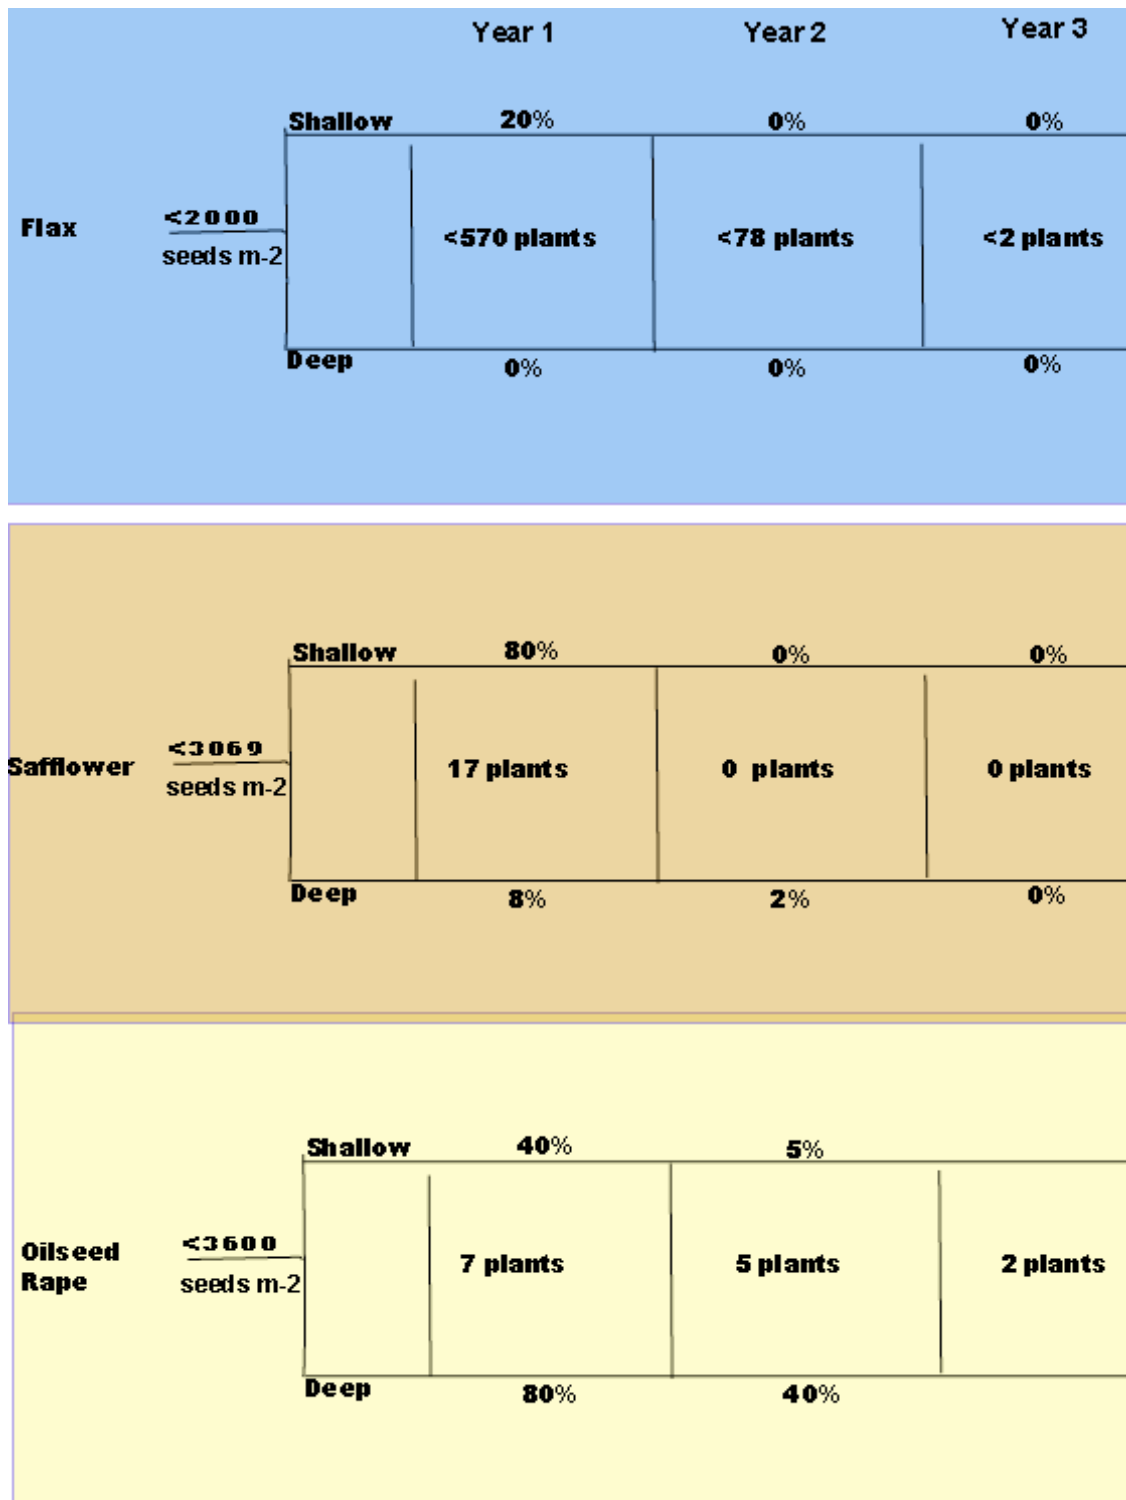 Year 1 Year 2 Year 3
Shallow 20% 0% 0%
Flax <2000 <570 plants <78 plants <2 plants
seeds m-2
Deep 0% 0% 0%
Shallow 80% 0% 0%
Safflower <3069 17 plants 0 plants 0 plants
seeds m-2
Deep 8% 2% 0%
Shallow 40% 5%
Oilseed <3600 7 plants 5 plants 2 plants
Rape seeds m-2
Deep 80% 40%